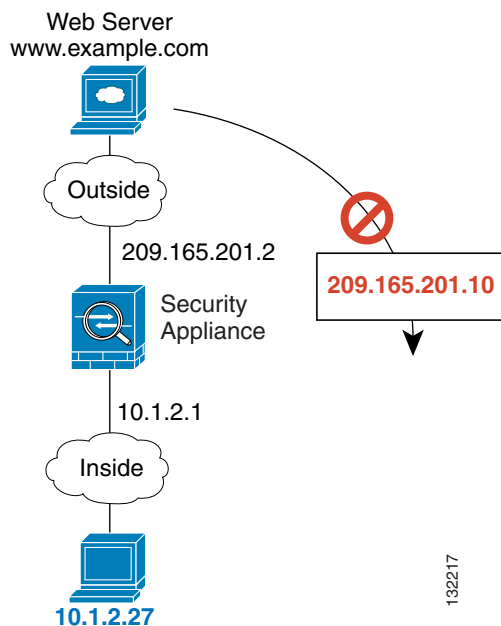 Web Server
www.example.com
Outside
209.165.201.2
209.165.201.10
Security
Appliance
10.1.2.1
Inside
10.1.2.27
132217